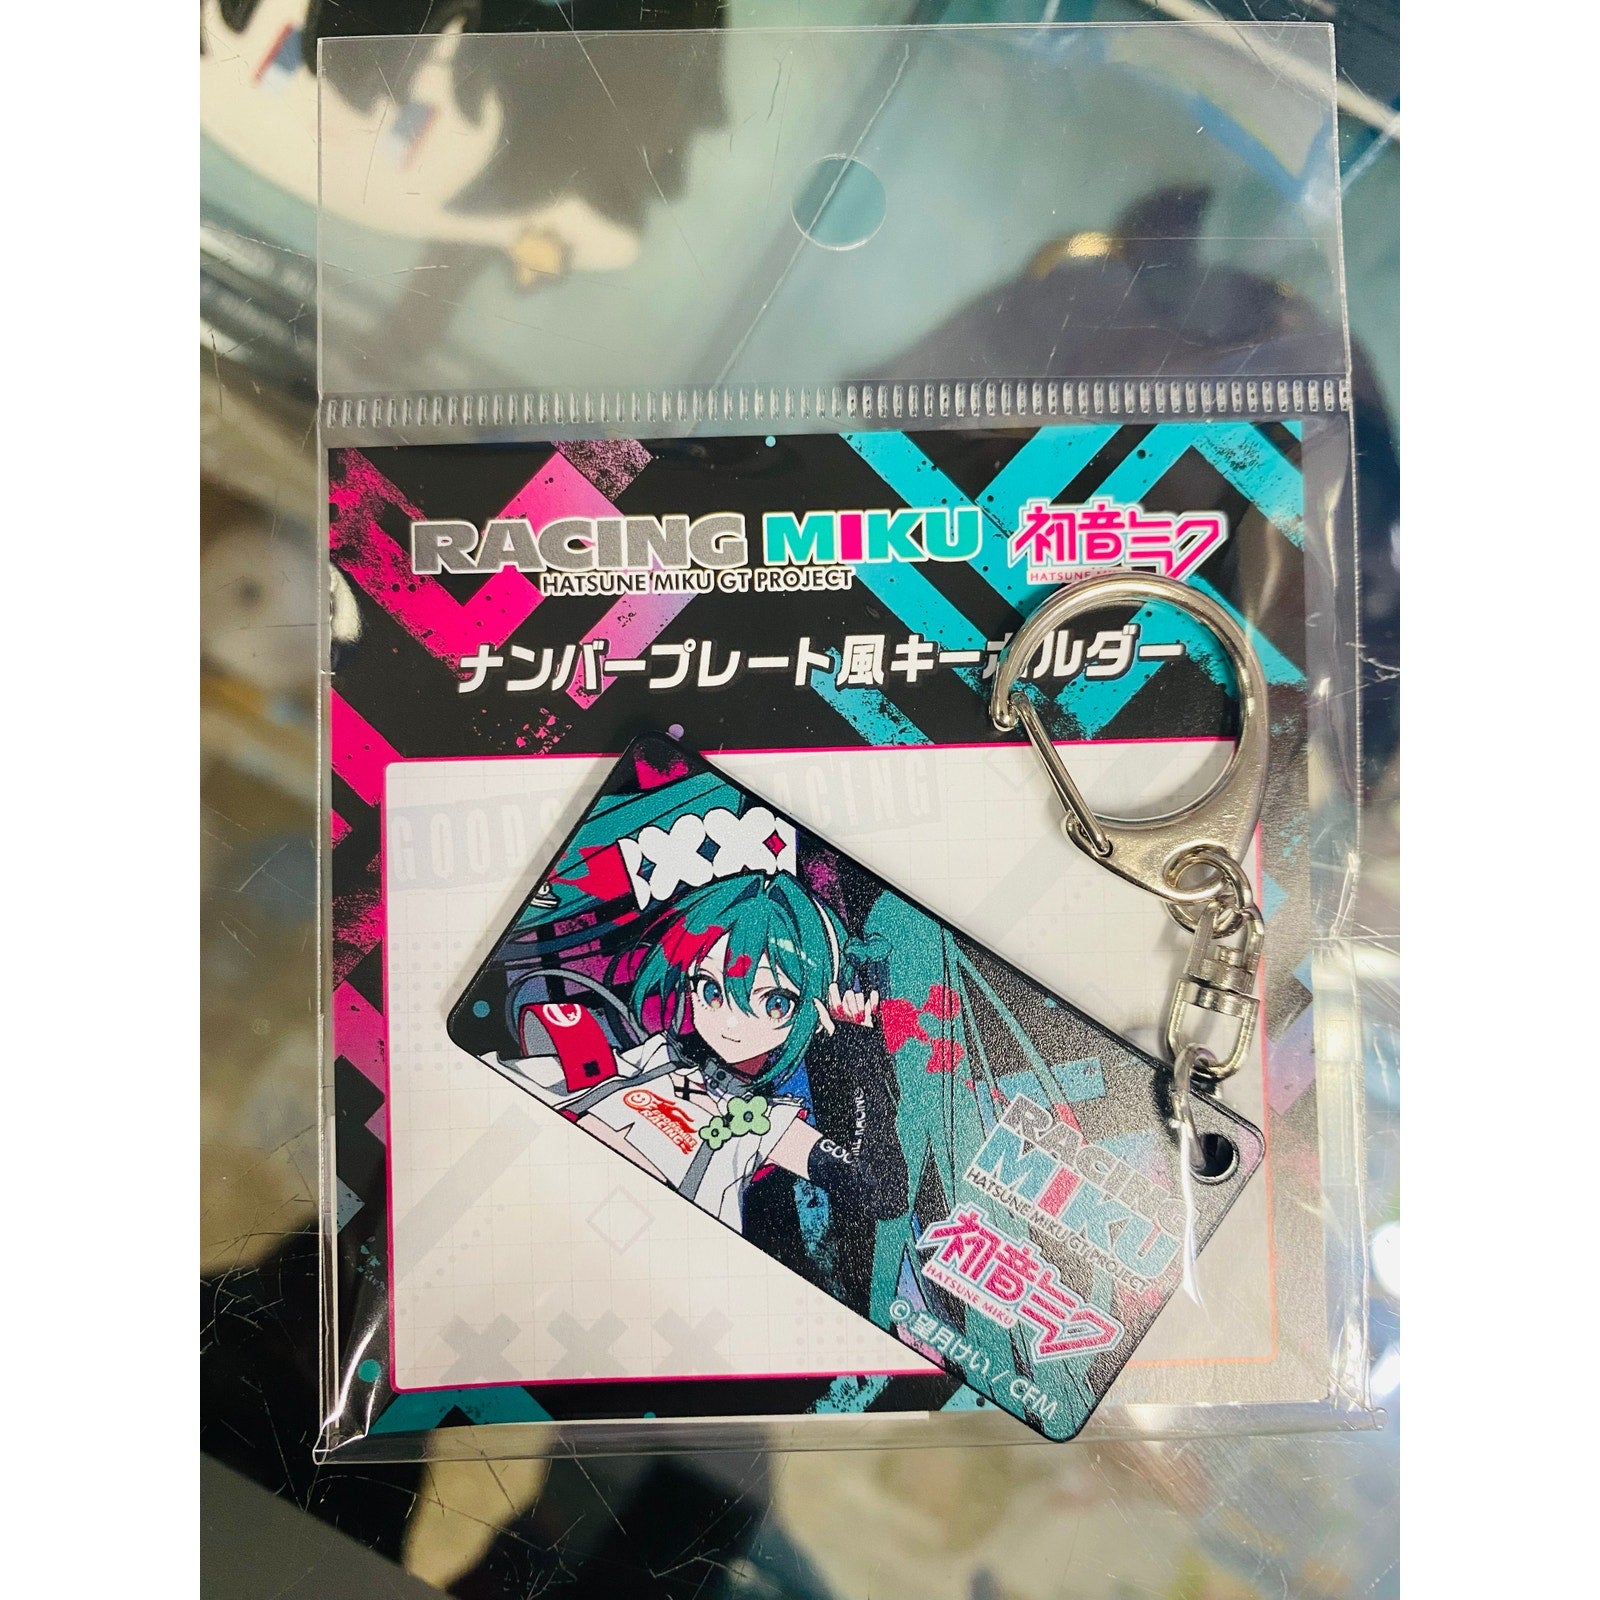 RACING MIKU 初音ミク
HATSUNE MIKU GT PROJECT
HATSUNE
ナンバープレート風キーホルダー
RACING
RACING
MIKU
HATSUNE MIKU GT PROJECT
初音ミク
HATSUNE MIKU
© 望月けい / CFM